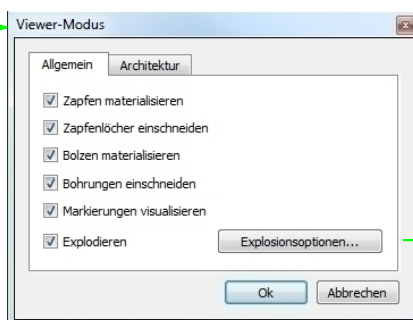 Viewer-Modus
Allgemein Architektur
Zapfen materialisieren
Zapfenlöcher einschneiden
Bolzen materialisieren
Bohrungen einschneiden
Markierungen visualisieren
Explodieren Explosionsoptionen...
Ok Abbrechen